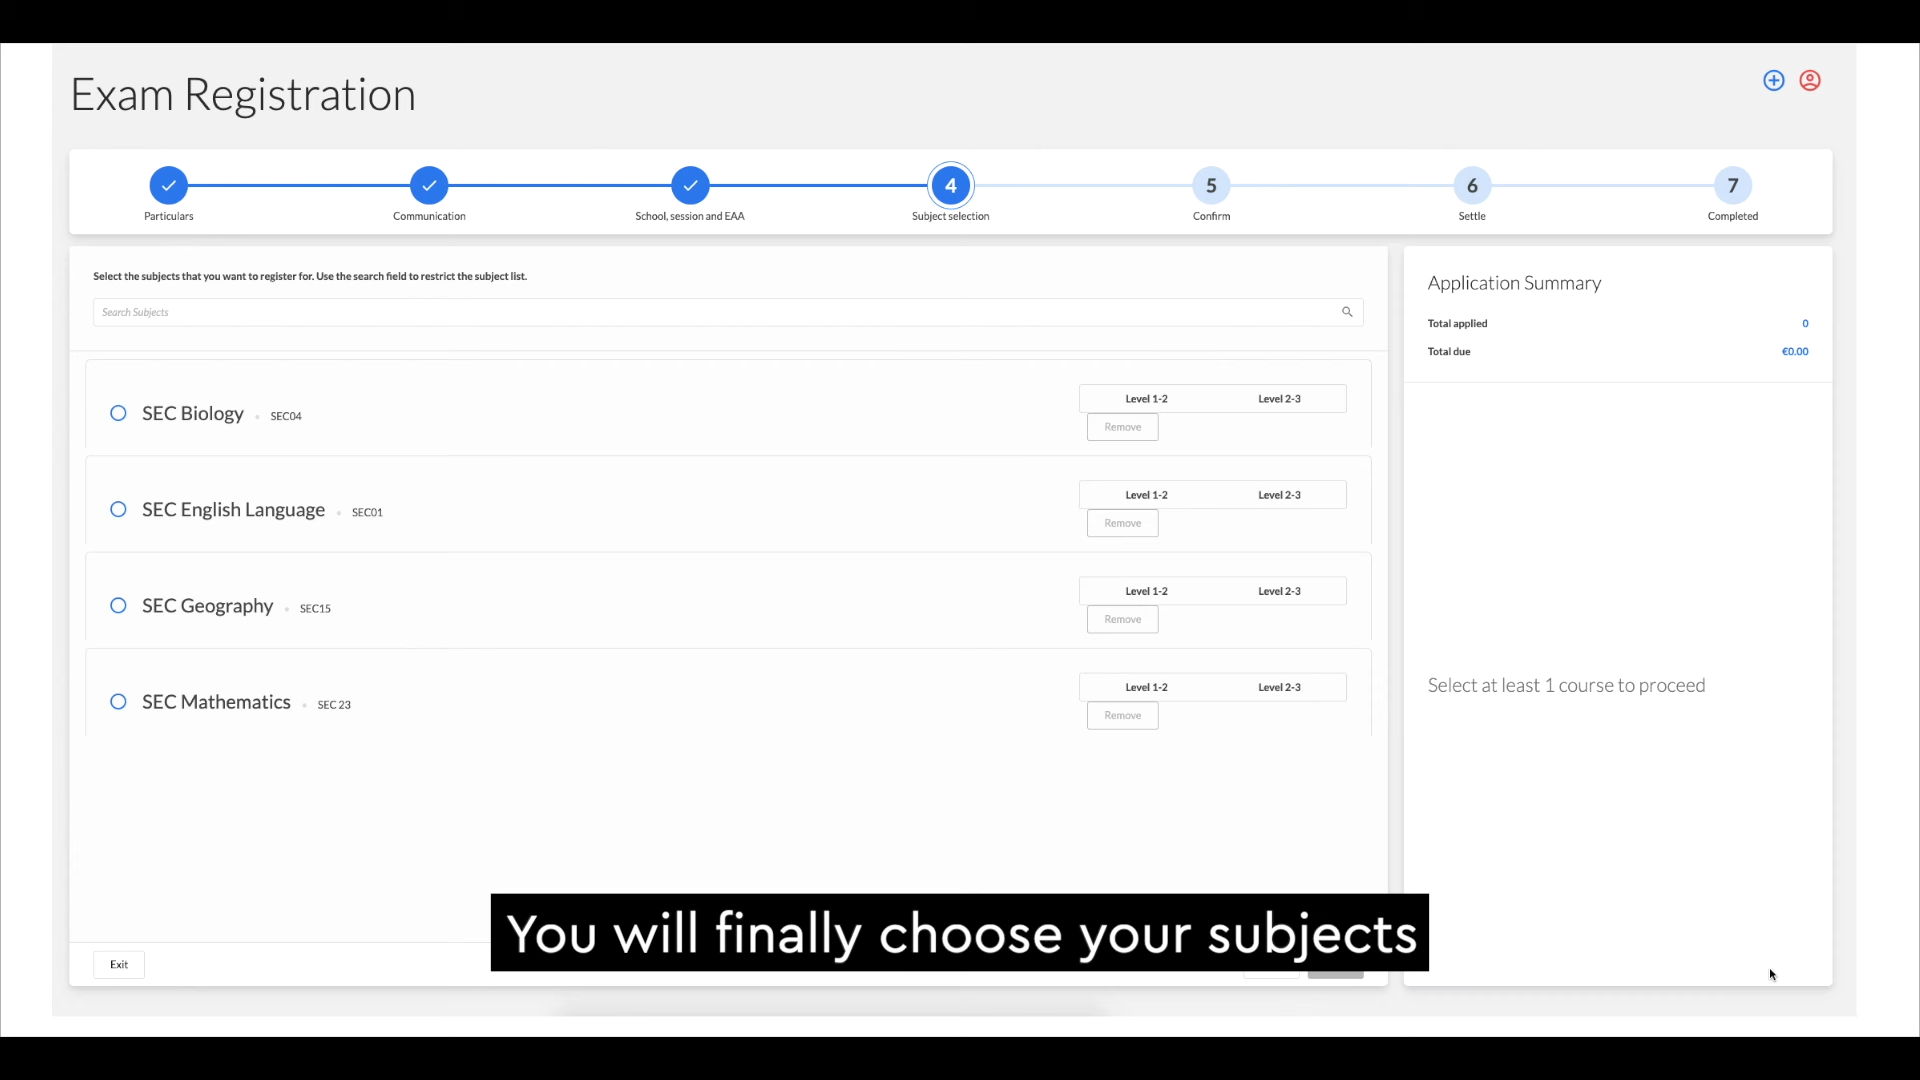 Exam Registration
4
5
6
7
Particulars
Communication
School, session and EAA
Subject selection
Confirm
Settle
Completed
Select the subjects that you want to register for. Use the search field to restrict the subject list.
Search Subjects
SEC Biology • SEC04
Level 1-2 Level 2-3
Remove
SEC English Language • SEC01
Level 1-2 Level 2-3
Remove
SEC Geography • SEC15
Level 1-2 Level 2-3
Remove
SEC Mathematics • SEC 23
Level 1-2 Level 2-3
Remove
Exit
Application Summary
Total applied 0
Total due €0.00
Select at least 1 course to proceed
You will finally choose your subjects